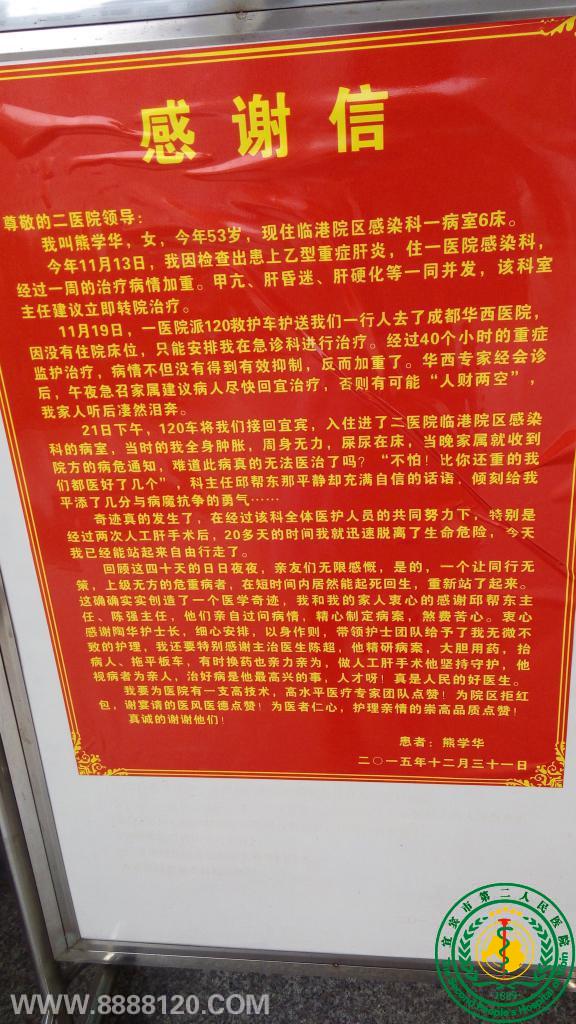 感谢信
尊敬的二医院领导：
我叫熊学华，女，今年53岁，现住临港院区感染科一病室6床。
今年11月13日，我因检查出患上乙型重症肝炎，住一医院感染科，
经过一周的治疗病情加重。甲亢、肝昏迷、肝硬化等一同并发，该科室
主任建议立即转院治疗。
11月19日，一医院派120救护车护送我们一行人去了成都华西医院，
因没有住院床位，只能安排我在急诊科进行治疗。经过40个小时的重症
监护治疗，病情不但没有得到有效抑制，反而加重了。华西专家经会诊
后，午夜急召家属建议病人尽快回宜治疗，否则有可能“人财两空”，
我家人听后凄然泪奔。
21日下午，120车将我们接回宜宾，入住进了二医院临港院区感染
科的病室，当时的我全身肿胀，周身无力，屎尿在床，当晚家属就收到
院方的病危通知，难道此病真的无法医治了吗？“不怕！比你还重的我
们都医好了几个”，科主任邱帮东那平静却充满自信的话语，倾刻给我
平添了几分与病魔抗争的勇气……
奇迹真的发生了，在经过该科全体医护人员的共同努力下，特别是
经过两次人工肝手术后，20多天的时间我就迅速脱离了生命危险，今天
我已经能站起来自由行走了。
回顾这四十天的日日夜夜，亲友们无限感慨，是的，一个让同行无
策，上级无方的危重病者，在短时间内居然能起死回生，重新站了起来。
这确确实实创造了一个医学奇迹，我和我的家人衷心的感谢邱帮东主
任、陈强主任，他们亲自过问病情，精心制定病案，煞费苦心。衷心
感谢陶华护士长，细心安排，以身作则，带领护士团队给予了我无微不
致的护理，我还要特别感谢主治医生陈超，他精研病案，大胆用药，抬
病人、拖平板车，有时换药也亲力亲为，做人工肝手术他坚持守护，他
视病者为亲人，治好病是他最高兴的事，人才呀！真是人民的好医生。
我要为医院有一支高技术，高水平医疗专家团队点赞！为院区拒红
包，谢宴请的医风医德点赞！为医者仁心，护理亲情的崇高品质点赞！
真诚的谢谢他们！
患者：熊学华
二〇一五年十二月三十一日
宜宾市第二人民医院
WWW.8888120.COM